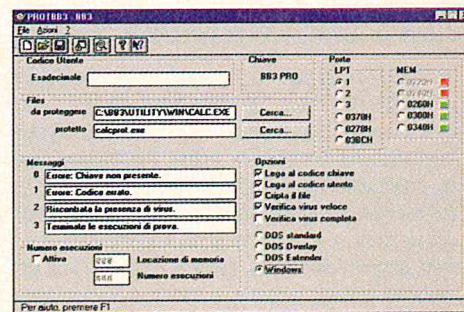 PROTBB3 - BB3
File Azioni ?
Codice Utente
Esadecimale
Chiave
BB3 PRO
Porte
LPT
1
2
3
0378H
0278H
03BCH
MEM
0260H
0300H
0340H
Files
da proteggere C:\BB3\UTILITY\WIN\CALC.EXE Cerca...
protetto calcprot.exe Cerca...
Messaggi
0 Errore: Chiave non presente.
1 Errore: Codice errato.
2 Riscontrata la presenza di virus.
3 Terminate le esecuzioni di prova.
Opzioni
Lega al codice chiave
Lega al codice utente
Cripta il file
Verifica virus veloce
Verifica virus completa
DOS standard
DOS Overlay
DOS Extender
Windows
Numero esecuzioni
Attiva
Locazione di memoria
Numero esecuzioni
Per aiuto, premere F1